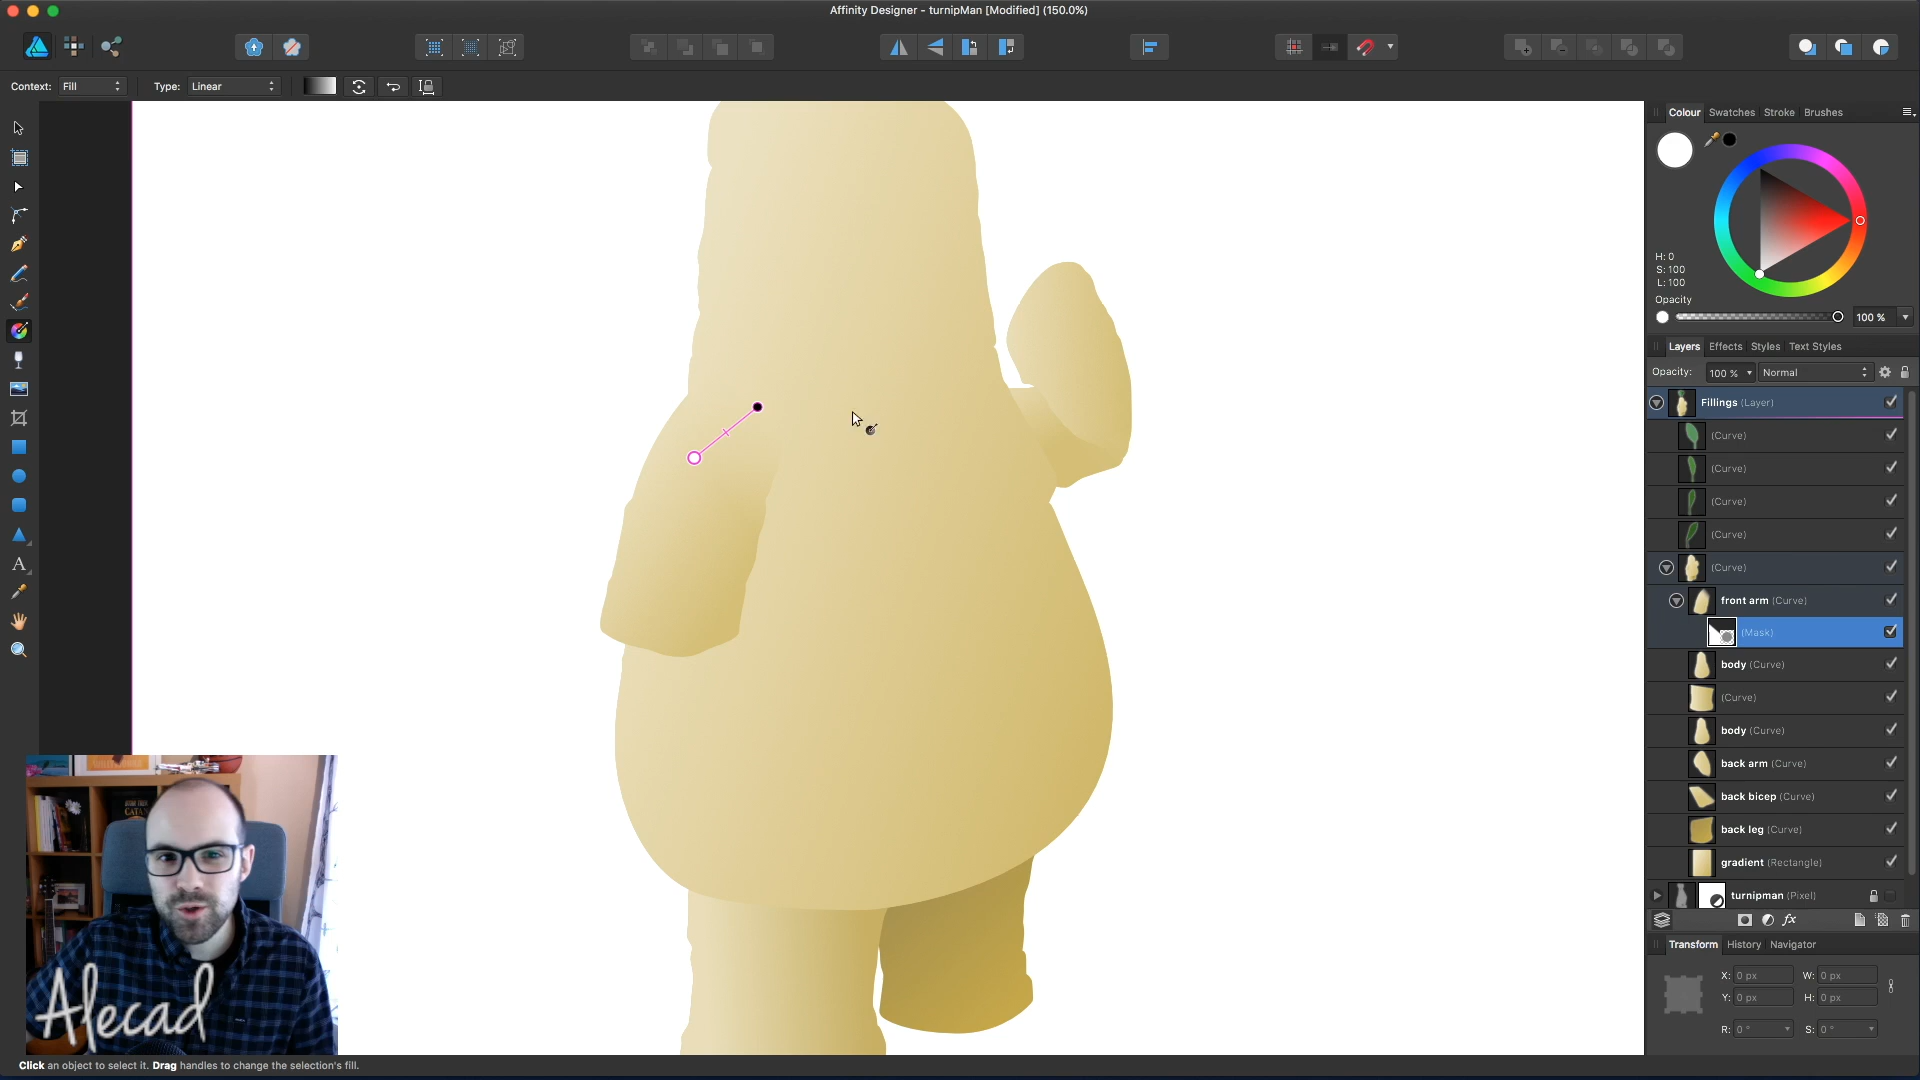 Affinity Designer - turnipMan [Modified] (150.0%)
Context: Fill Type: Linear
Colour Swatches Stroke Brushes
H: 0
S: 100
L: 100
Opacity
100 %
Layers Effects Styles Text Styles
Opacity: 100 % Normal
Fillings (Layer)
(Curve)
(Curve)
(Curve)
(Curve)
(Curve)
front arm (Curve)
(Mask)
body (Curve)
(Curve)
body (Curve)
back arm (Curve)
back bicep (Curve)
back leg (Curve)
gradient (Rectangle)
turnipman (Pixel)
fx
Transform History Navigator
X: 0 px W: 0 px
Y: 0 px H: 0 px
R: 0 ° S: 0 °
A
CATAN
Alecad
Click an object to select it. Drag handles to change the selection's fill.